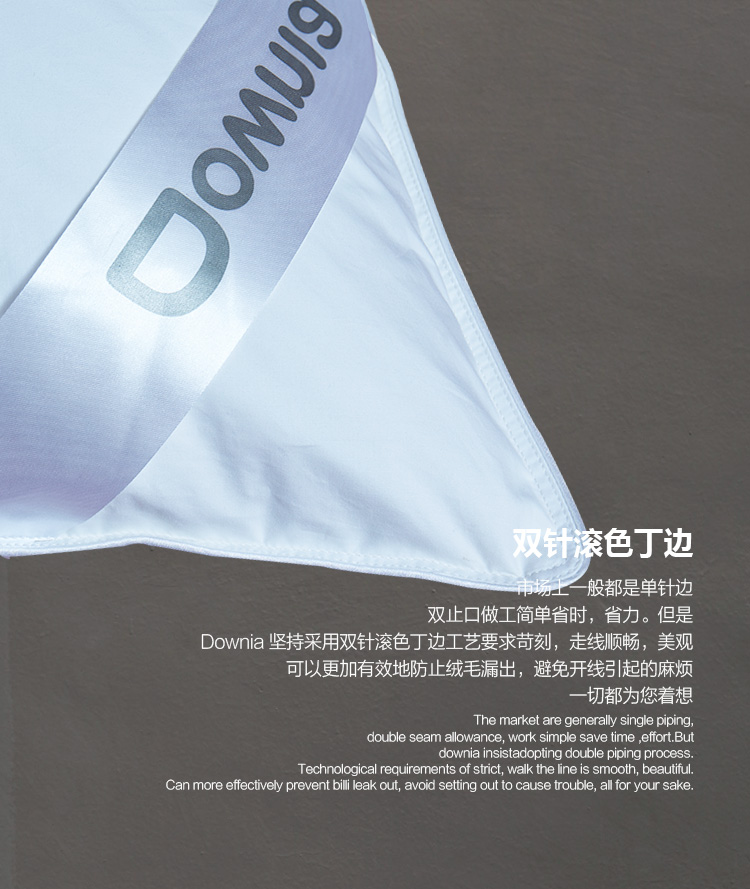 DOWNIA
双针滚色丁边
市场上一般都是单针边
双止口做工简单省时，省力。但是
Downia 坚持采用双针滚色丁边工艺要求苛刻，走线顺畅，美观
可以更加有效地防止绒毛漏出，避免开线引起的麻烦
一切都为您着想
The market are generally single piping,
double seam allowance, work simple save time ,effort.But
downia insistadopting double piping process.
Technological requirements of strict, walk the line is smooth, beautiful.
Can more effectively prevent billi leak out, avoid setting out to cause trouble, all for your sake.